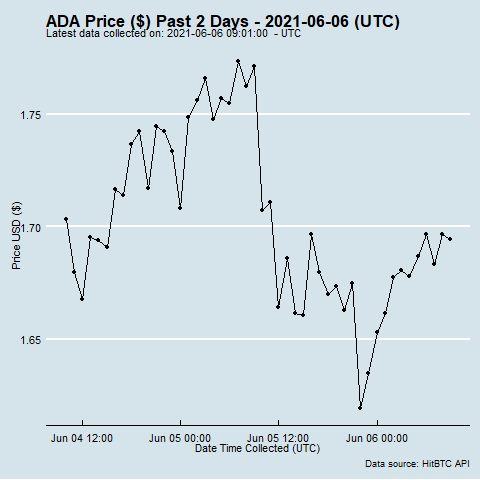 ADA Price ($) Past 2 Days - 2021-06-06 (UTC)
Latest data collected on: 2021-06-06 09:01:00 - UTC
Price USD ($)
1.75
1.70
1.65
Jun 04 12:00 Jun 05 00:00 Jun 05 12:00 Jun 06 00:00
Date Time Collected (UTC)
Data source: HitBTC API